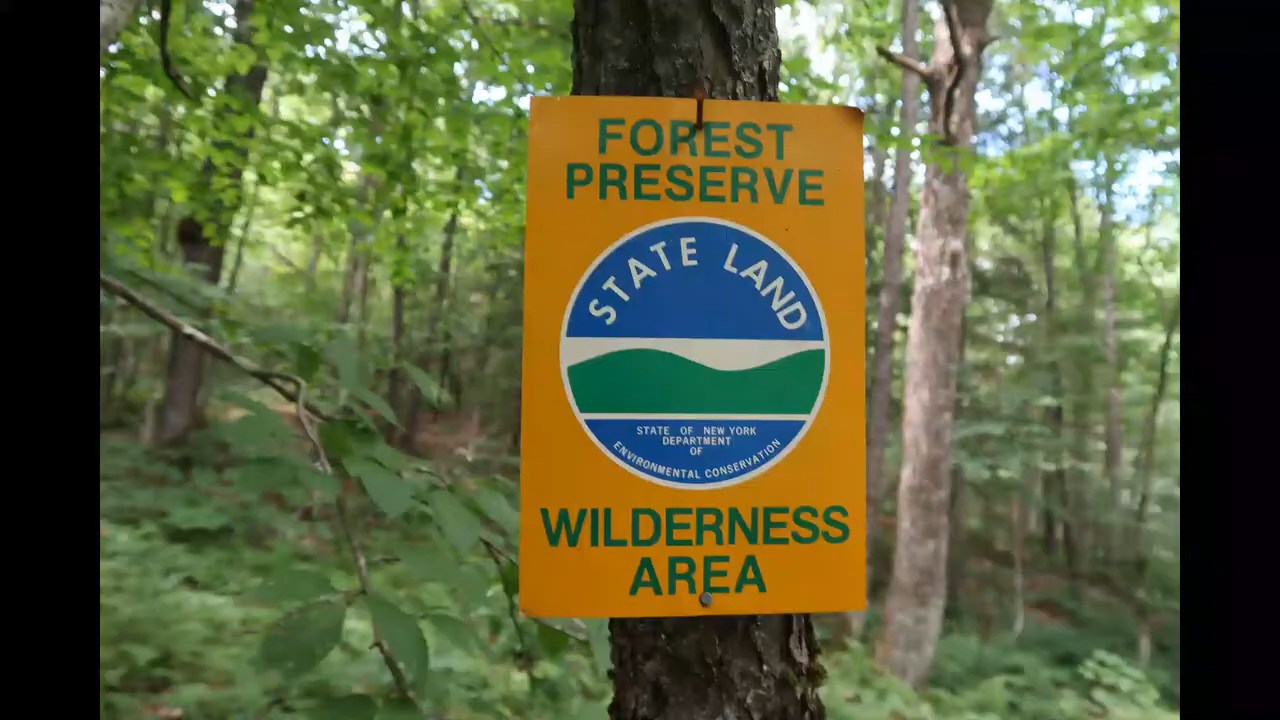 FOREST
PRESERVE
STATE LAND
STATE OF NEW YORK
DEPARTMENT
OF
ENVIRONMENTAL CONSERVATION
WILDERNESS
AREA